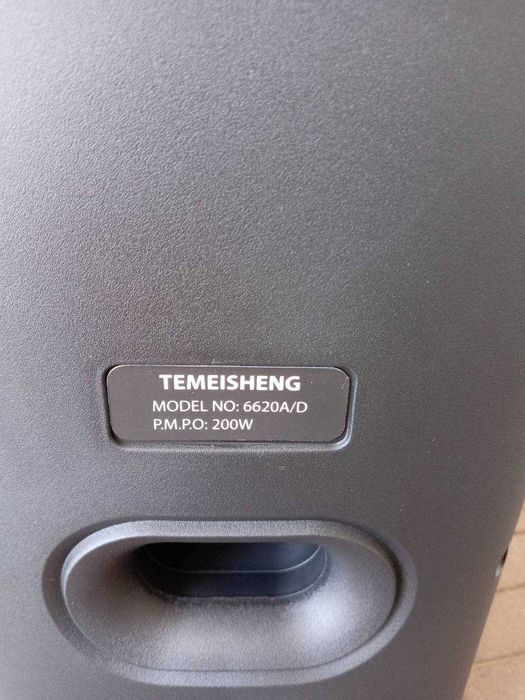 TEMEISHENG
MODEL NO: 6620A/D
P.M.P.O: 200W